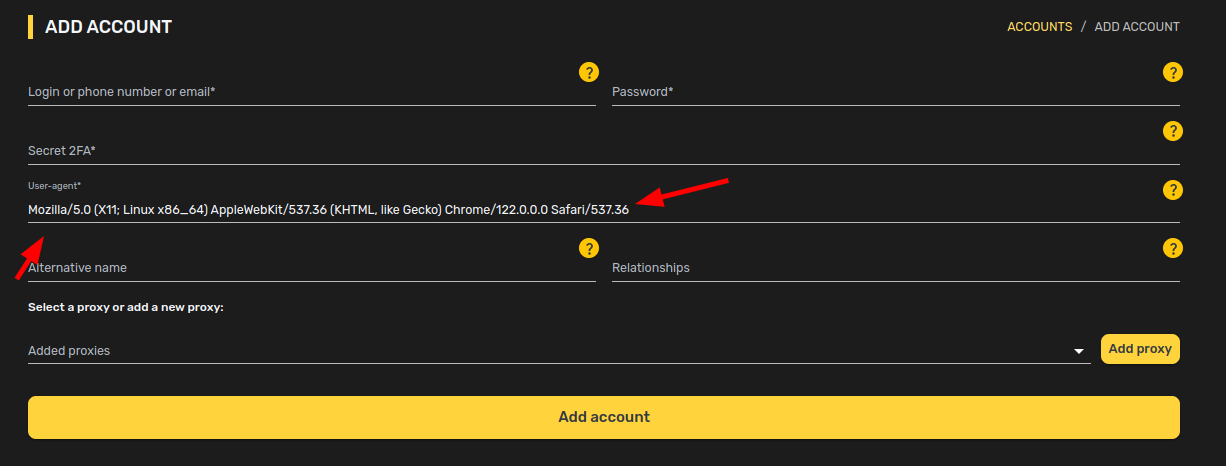 ADD ACCOUNT
ACCOUNTS / ADD ACCOUNT
?
?
Login or phone number or email*
Password*
?
Secret 2FA*
User-agent*
?
Mozilla/5.0 (X11; Linux x86_64) AppleWebKit/537.36 (KHTML, like Gecko) Chrome/122.0.0.0 Safari/537.36
?
?
Alternative name
Relationships
Select a proxy or add a new proxy:
Added proxies
Add proxy
Add account